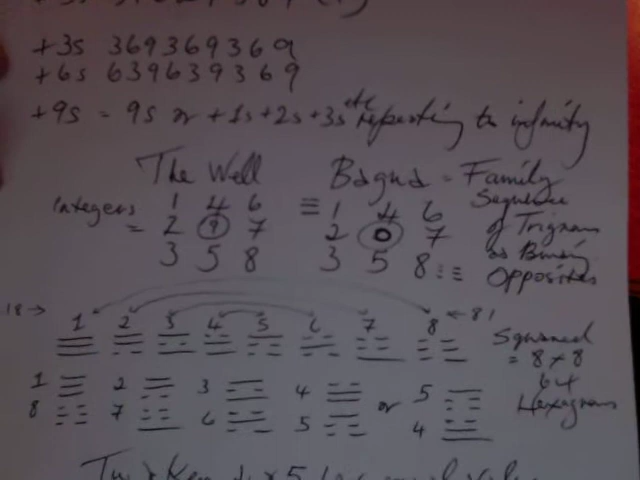 +3s 369369369
+6s 639639369
+9s = 9s or +1s +2s +3s etc repeating to infinity
The Well Bagua = Family
Integers 1 4 6 ≡ 1 4 6 Sequence
= 2 9 7 2 0 7 of Trigrams
3 5 8 3 5 8 as Binary
Opposites
18 → 1 2 3 4 5 6 7 8 ← 81
Squared
= 8 × 8
64
Hexagrams
1 2 3 4 or 5
8 7 6 5 4